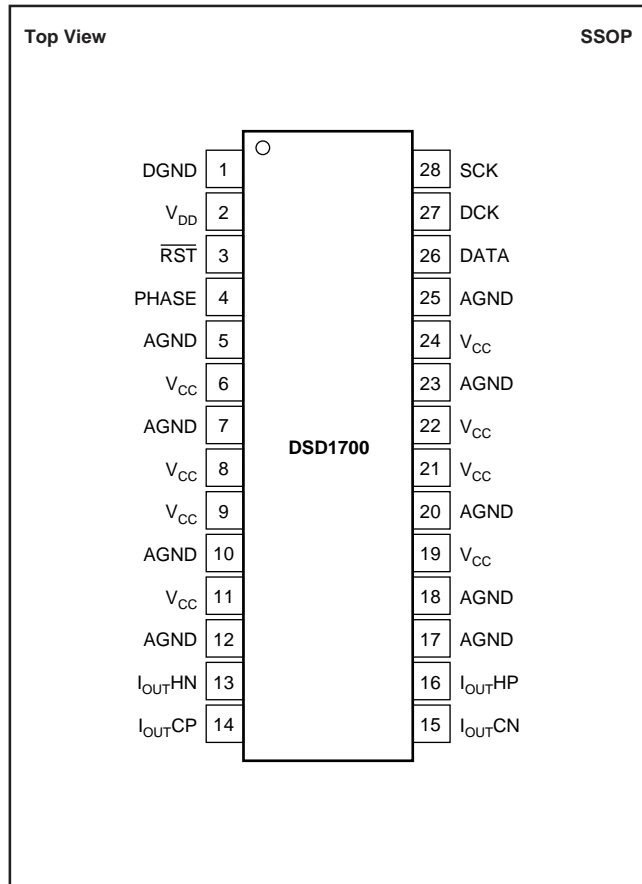 Top View SSOP
DGND 1 28 SCK
V_DD 2 27 DCK
R̅S̅T̅ 3 26 DATA
PHASE 4 25 AGND
AGND 5 24 V_CC
V_CC 6 23 AGND
AGND 7 22 V_CC
DSD1700
V_CC 8 21 V_CC
V_CC 9 20 AGND
AGND 10 19 V_CC
V_CC 11 18 AGND
AGND 12 17 AGND
I_OUTHN 13 16 I_OUTHP
I_OUTCP 14 15 I_OUTCN